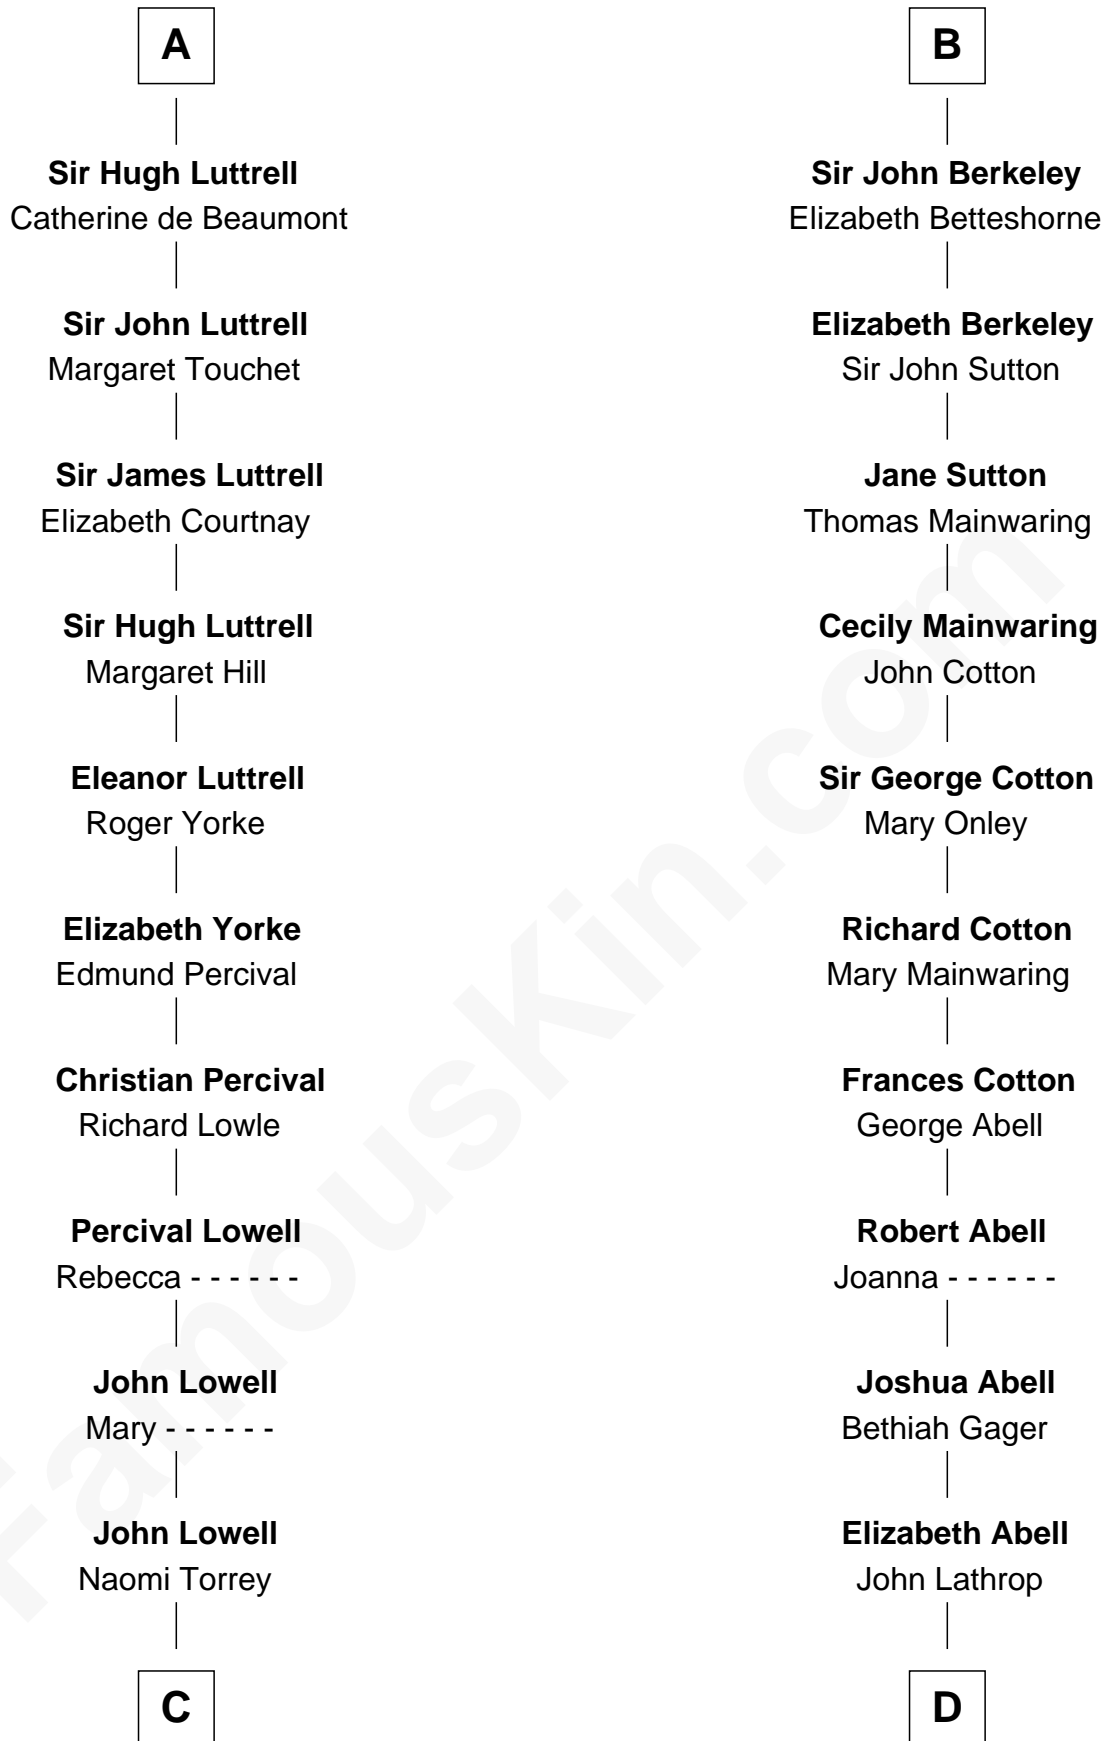 A
Sir Hugh Luttrell
Catherine de Beaumont
Sir John Luttrell
Margaret Touchet
Sir James Luttrell
Elizabeth Courtnay
Sir Hugh Luttrell
Margaret Hill
Eleanor Luttrell
Roger Yorke
Elizabeth Yorke
Edmund Percival
Christian Percival
Richard Lowle
Percival Lowell
Rebecca - - - - - -
John Lowell
Mary - - - - - -
John Lowell
Naomi Torrey
C
B
Sir John Berkeley
Elizabeth Betteshorne
Elizabeth Berkeley
Sir John Sutton
Jane Sutton
Thomas Mainwaring
Cecily Mainwaring
John Cotton
Sir George Cotton
Mary Onley
Richard Cotton
Mary Mainwaring
Frances Cotton
George Abell
Robert Abell
Joanna - - - - - -
Joshua Abell
Bethiah Gager
Elizabeth Abell
John Lathrop
D
FamousKin.com